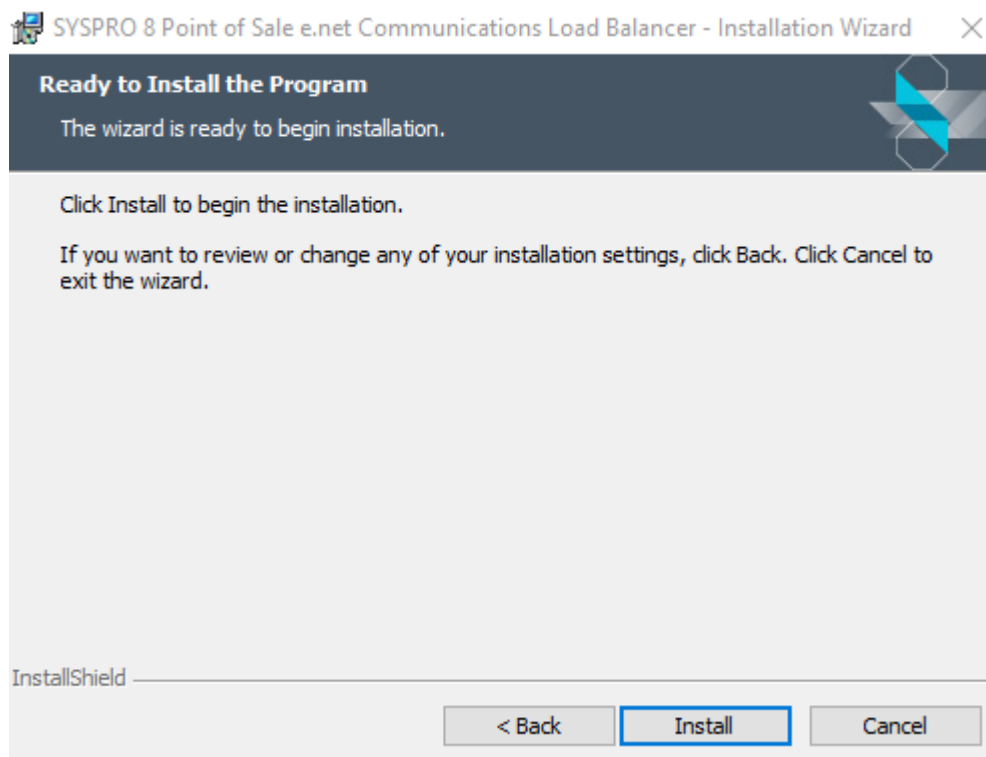 SYSPRO 8 Point of Sale e.net Communications Load Balancer - Installation Wizard
Ready to Install the Program
The wizard is ready to begin installation.
Click Install to begin the installation.
If you want to review or change any of your installation settings, click Back. Click Cancel to
exit the wizard.
InstallShield
< Back
Install
Cancel